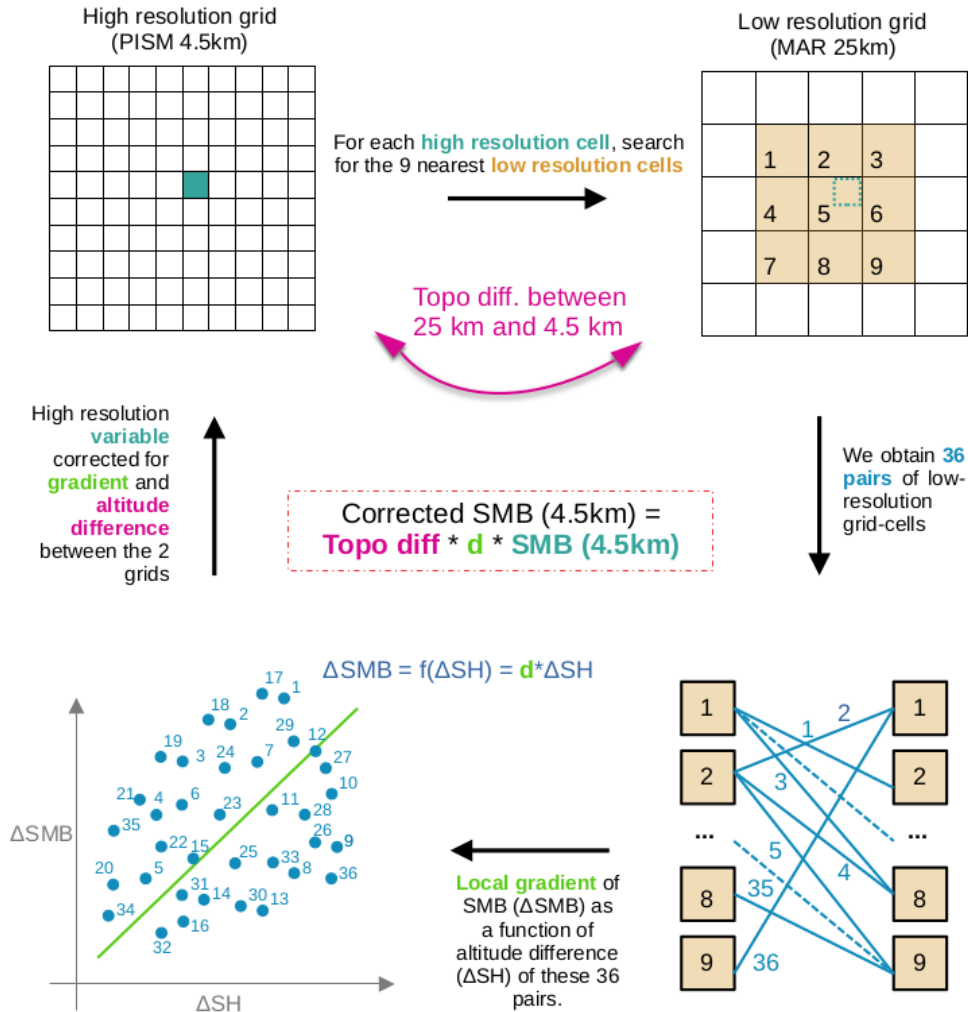 High resolution grid
(PISM 4.5km)
Low resolution grid
(MAR 25km)
For each high resolution cell, search
for the 9 nearest low resolution cells
1 2 3
4 5 6
7 8 9
Topo diff. between
25 km and 4.5 km
High resolution
variable
corrected for
gradient and
altitude
difference
between the 2
grids
Corrected SMB (4.5km) =
Topo diff * d * SMB (4.5km)
We obtain 36
pairs of low-
resolution
grid-cells
ΔSMB = f(ΔSH) = d*ΔSH
17
1
18
2
29
12
19
3
24
7
27
10
21
4
6
23
11
28
35
22
15
26
9
20
5
25
33
8
36
31
14
30
13
34
16
32
ΔSMB
ΔSH
Local gradient of
SMB (ΔSMB) as
a function of
altitude difference
(ΔSH) of these 36
pairs.
1
2
...
8
9
1
2
3
5
4
35
36
1
2
...
8
9